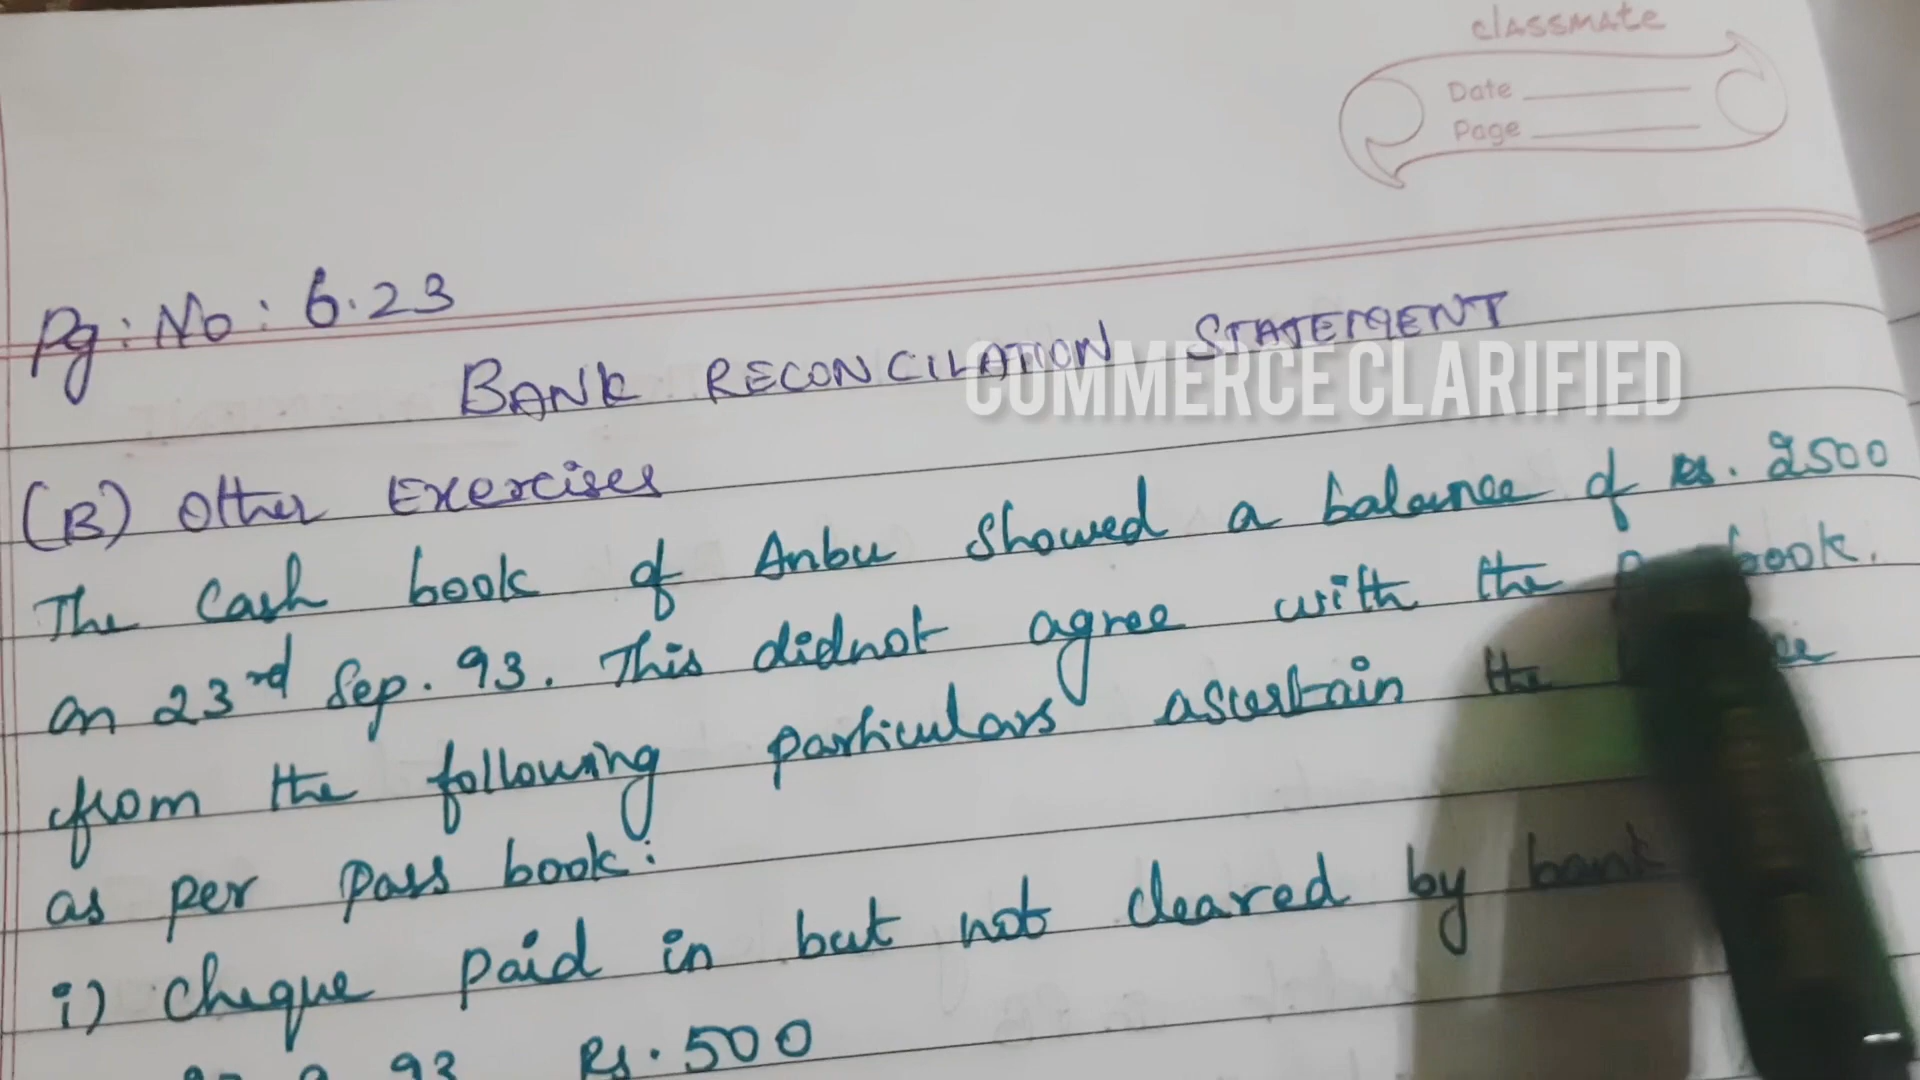 classmate
Date
Page
Pg: No: 6.23
BANK RECONCILATION STATEMENT
COMMERCE CLARIFIED
(B) Other Exercises
The Cash book of Anbu Showed a balance of Rs. 2500
on 23rd Sep. 93. This didnot agree with the book.
from the following particulars ascertain the
as per pass book:
i) Cheque paid in but not cleared by bank
93 Rs. 500